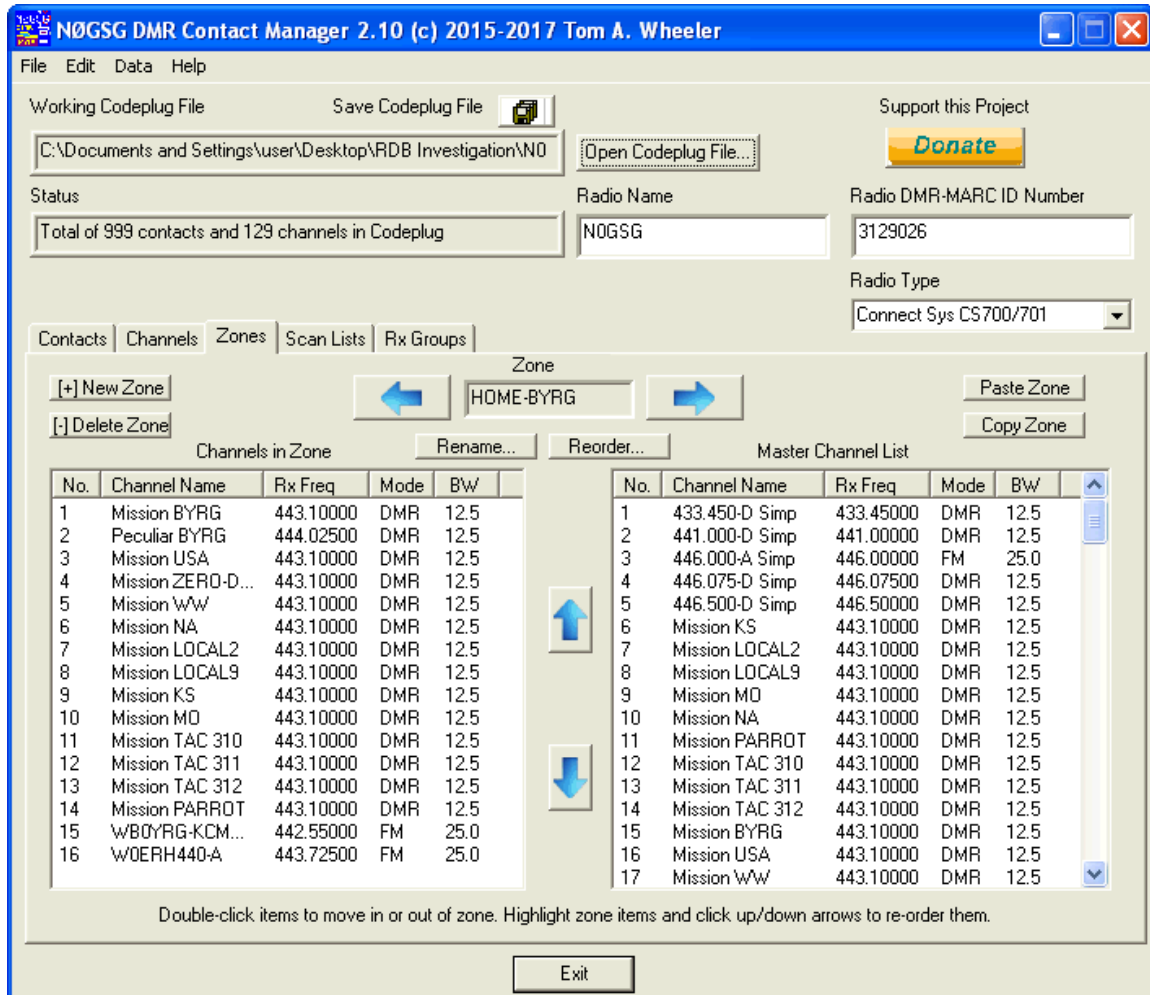 NØGSG DMR Contact Manager 2.10 (c) 2015-2017 Tom A. Wheeler
File Edit Data Help
Working Codeplug File Save Codeplug File Support this Project
C:\Documents and Settings\user\Desktop\RDB Investigation\N0 Open Codeplug File... Donate
Status Radio Name Radio DMR-MARC ID Number
Total of 999 contacts and 129 channels in Codeplug N0GSG 3129026
Radio Type
Connect Sys CS700/701
Contacts Channels Zones Scan Lists Rx Groups
Zone
[+] New Zone HOME-BYRG Paste Zone
[-] Delete Zone Copy Zone
Channels in Zone Rename... Reorder... Master Channel List
No. Channel Name Rx Freq Mode BW No. Channel Name Rx Freq Mode BW
1 Mission BYRG 443.10000 DMR 12.5 1 433.450-D Simp 433.45000 DMR 12.5
2 Peculiar BYRG 444.02500 DMR 12.5 2 441.000-D Simp 441.00000 DMR 12.5
3 Mission USA 443.10000 DMR 12.5 3 446.000-A Simp 446.00000 FM 25.0
4 Mission ZERO-D... 443.10000 DMR 12.5 4 446.075-D Simp 446.07500 DMR 12.5
5 Mission WW 443.10000 DMR 12.5 5 446.500-D Simp 446.50000 DMR 12.5
6 Mission NA 443.10000 DMR 12.5 6 Mission KS 443.10000 DMR 12.5
7 Mission LOCAL2 443.10000 DMR 12.5 7 Mission LOCAL2 443.10000 DMR 12.5
8 Mission LOCAL9 443.10000 DMR 12.5 8 Mission LOCAL9 443.10000 DMR 12.5
9 Mission KS 443.10000 DMR 12.5 9 Mission MO 443.10000 DMR 12.5
10 Mission MO 443.10000 DMR 12.5 10 Mission NA 443.10000 DMR 12.5
11 Mission TAC 310 443.10000 DMR 12.5 11 Mission PARROT 443.10000 DMR 12.5
12 Mission TAC 311 443.10000 DMR 12.5 12 Mission TAC 310 443.10000 DMR 12.5
13 Mission TAC 312 443.10000 DMR 12.5 13 Mission TAC 311 443.10000 DMR 12.5
14 Mission PARROT 443.10000 DMR 12.5 14 Mission TAC 312 443.10000 DMR 12.5
15 WB0YRG-KCM... 442.55000 FM 25.0 15 Mission BYRG 443.10000 DMR 12.5
16 W0ERH440-A 443.72500 FM 25.0 16 Mission USA 443.10000 DMR 12.5
17 Mission WW 443.10000 DMR 12.5
Double-click items to move in or out of zone. Highlight zone items and click up/down arrows to re-order them.
Exit